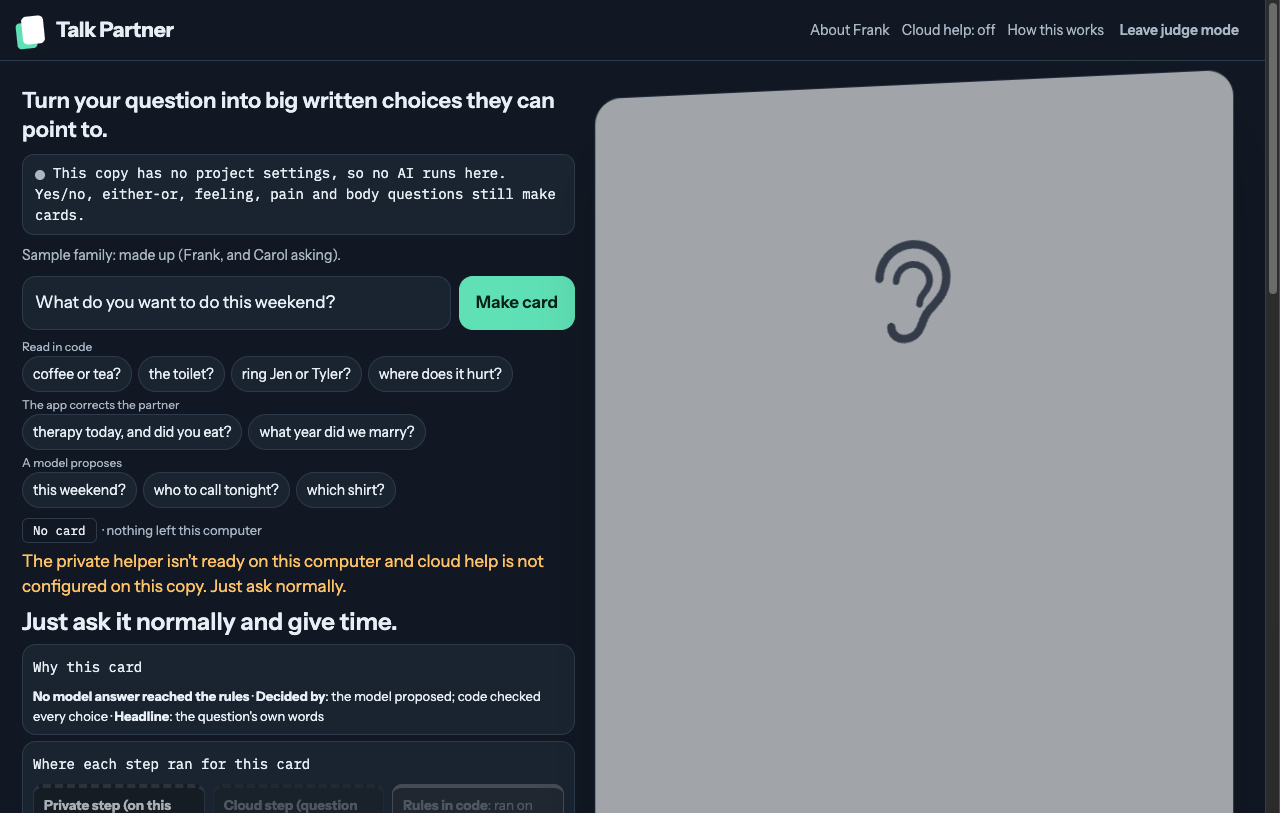 Talk Partner
About Frank
Cloud help: off
How this works
Leave judge mode
Turn your question into big written choices they can
point to.
This copy has no project settings, so no AI runs here.
Yes/no, either-or, feeling, pain and body questions still make
cards.
Sample family: made up (Frank, and Carol asking).
What do you want to do this weekend?
Make card
Read in code
coffee or tea?
the toilet?
ring Jen or Tyler?
where does it hurt?
The app corrects the partner
therapy today, and did you eat?
what year did we marry?
A model proposes
this weekend?
who to call tonight?
which shirt?
No card · nothing left this computer
The private helper isn't ready on this computer and cloud help is not
configured on this copy. Just ask normally.
Just ask it normally and give time.
Why this card
No model answer reached the rules · Decided by: the model proposed; code checked
every choice · Headline: the question's own words
Where each step ran for this card
Private step (on this
Cloud step (question
Rules in code: ran on